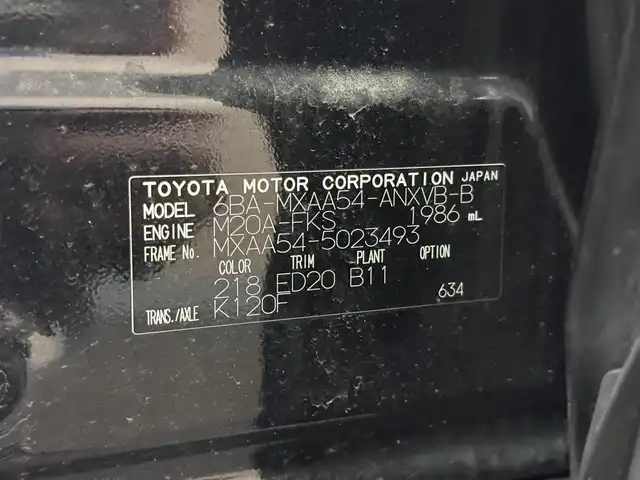 TOYOTA MOTOR CORPORATION JAPAN
MODEL 6BA-MXAA54-ANXVB-B
ENGINE M20A-FKS 1986 mL
FRAME No. MXAA54-5023493
COLOR TRIM PLANT OPTION
218 ED20 B11 634
TRANS./AXLE K120F